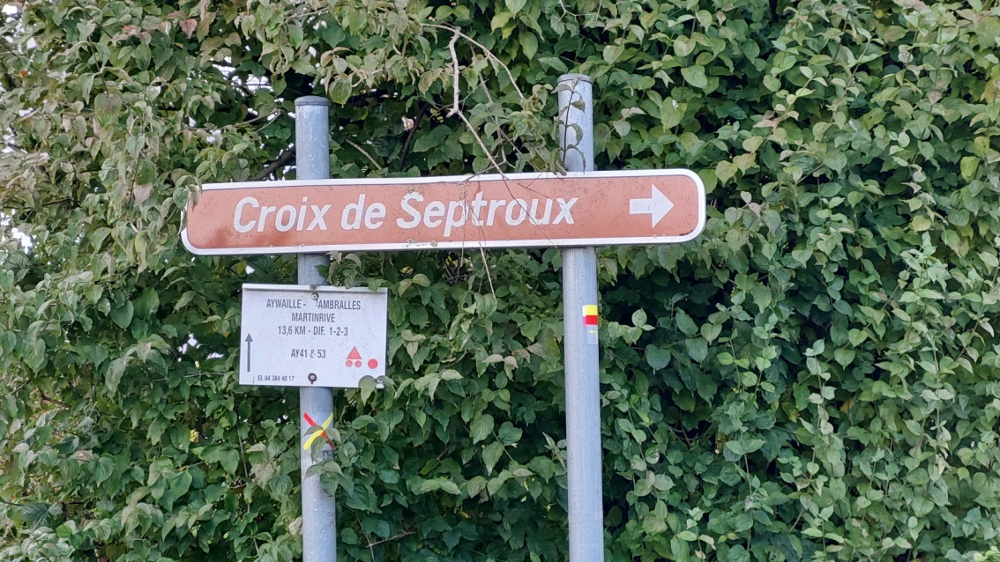 Croix de Septroux
AYWAILLE - AMBRALLES
MARTINRIVE
13,6 KM - DIF. 1-2-3
AY41 & 53
EL 04 384 40 17